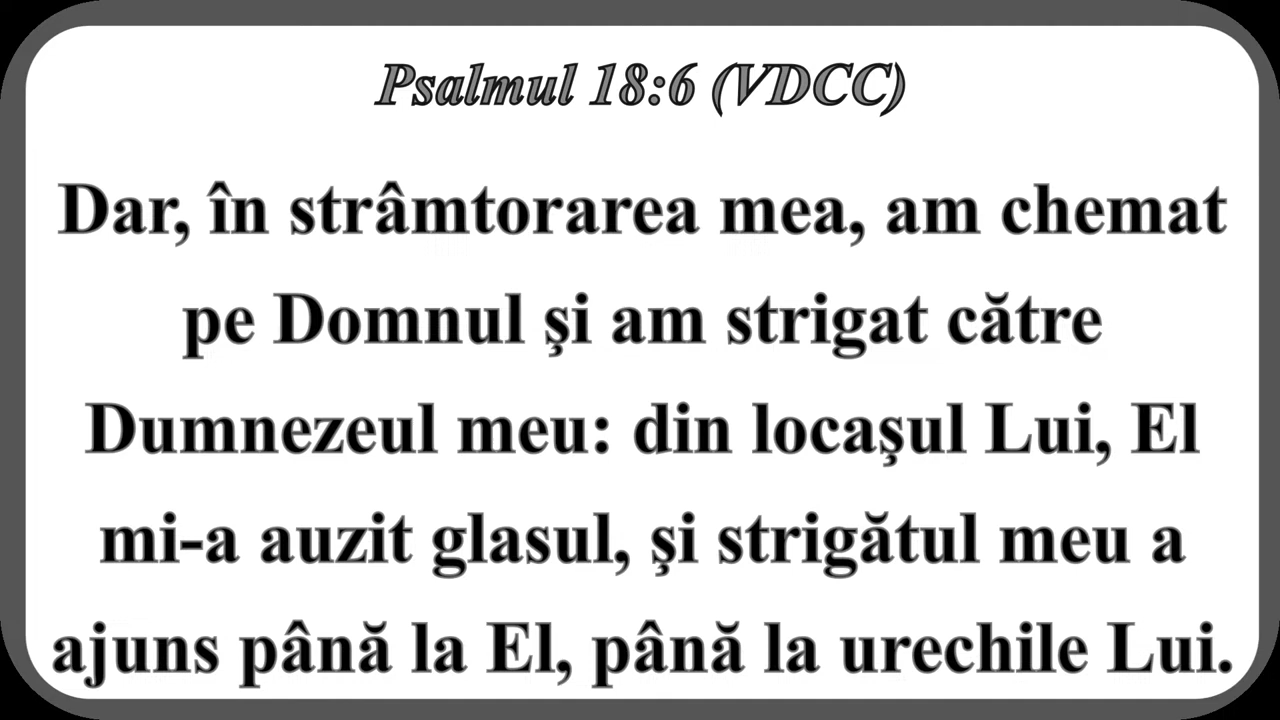 Psalmul 18:6 (VDCC)
Dar, în strâmtorarea mea, am chemat
pe Domnul şi am strigat către
Dumnezeul meu: din locaşul Lui, El
mi-a auzit glasul, şi strigătul meu a
ajuns până la El, până la urechile Lui.